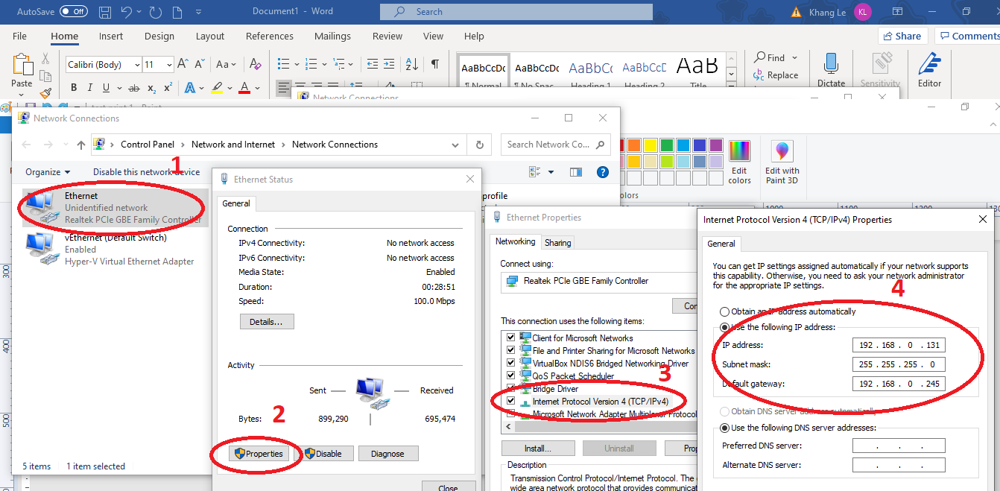 AutoSave Off Document1 - Word Search Khang Le KL
File Home Insert Design Layout References Mailings Review View Help Share Comments
Paste Calibri (Body) 11 Aa AaBbCcDc AaBbCcDc AaBbCc AaBbCcD AaB Find Replace Dictate Sensitivity Editor
B I U ab x₂ x² A A
¶ Normal ¶ No Spac... Heading 1 Heading 2 Title
Network Connections
Network Connections
Control Panel > Network and Internet > Network Connections
Search Network Co...
Organize Disable this network device
1
Ethernet
Unidentified network
Realtek PCIe GBE Family Controller
vEthernet (Default Switch)
Enabled
Hyper-V Virtual Ethernet Adapter
5 items 1 item selected
Ethernet Status
General
Connection
IPv4 Connectivity: No network access
IPv6 Connectivity: No network access
Media State: Enabled
Duration: 00:28:51
Speed: 100.0 Mbps
Details...
Activity
Sent Received
Bytes: 899,290 695,474
2
Properties Disable Diagnose
Close
profile
Edit colors
Edit with Paint 3D
1000 1100 1200
300
400
500
Ethernet Properties
Networking Sharing
Connect using:
Realtek PCIe GBE Family Controller
This connection uses the following items:
Client for Microsoft Networks
File and Printer Sharing for Microsoft Networks
VirtualBox NDIS6 Bridged Networking Driver
QoS Packet Scheduler
3
Bridge Driver
Internet Protocol Version 4 (TCP/IPv4)
Microsoft Network Adapter Multiplexor Protocol
Install... Uninstall
Description
Transmission Control Protocol/Internet Protocol. The
wide area network protocol that provides
Internet Protocol Version 4 (TCP/IPv4) Properties
General
You can get IP settings assigned automatically if your network supports
this capability. Otherwise, you need to ask your network administrator
for the appropriate IP settings.
4
Obtain an IP address automatically
Use the following IP address:
IP address: 192 . 168 . 0 . 131
Subnet mask: 255 . 255 . 255 . 0
Default gateway: 192 . 168 . 0 . 245
Obtain DNS server address automatically
Use the following DNS server addresses:
Preferred DNS server: . . .
Alternate DNS server: . . .